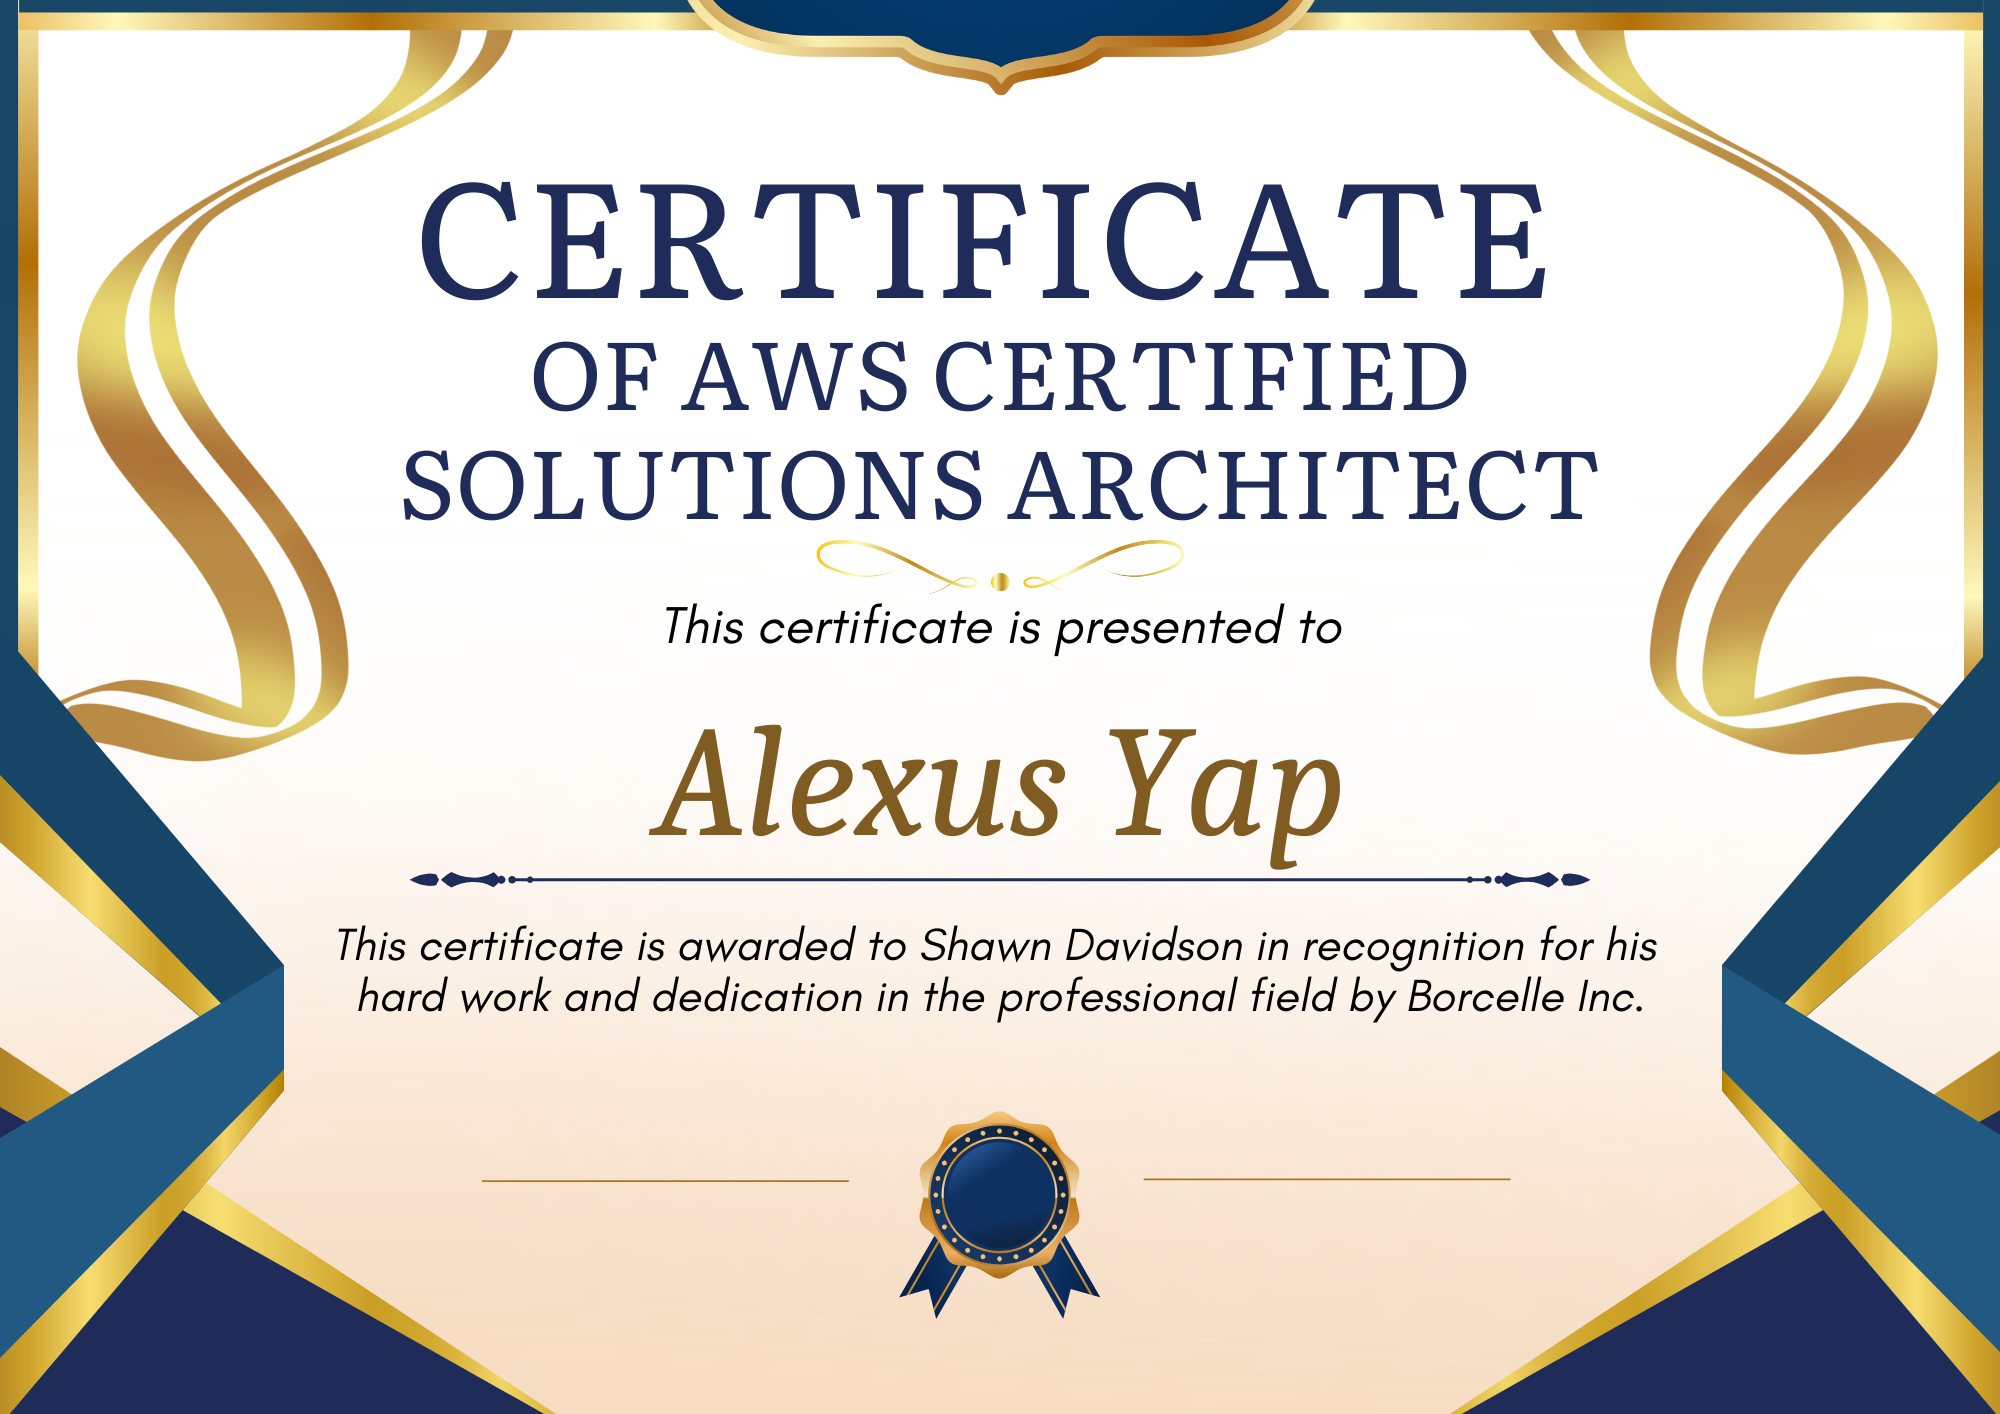 CERTIFICATE
OF AWS CERTIFIED
SOLUTIONS ARCHITECT
This certificate is presented to
Alexus Yap
This certificate is awarded to Shawn Davidson in recognition for his
hard work and dedication in the professional field by Borcelle Inc.